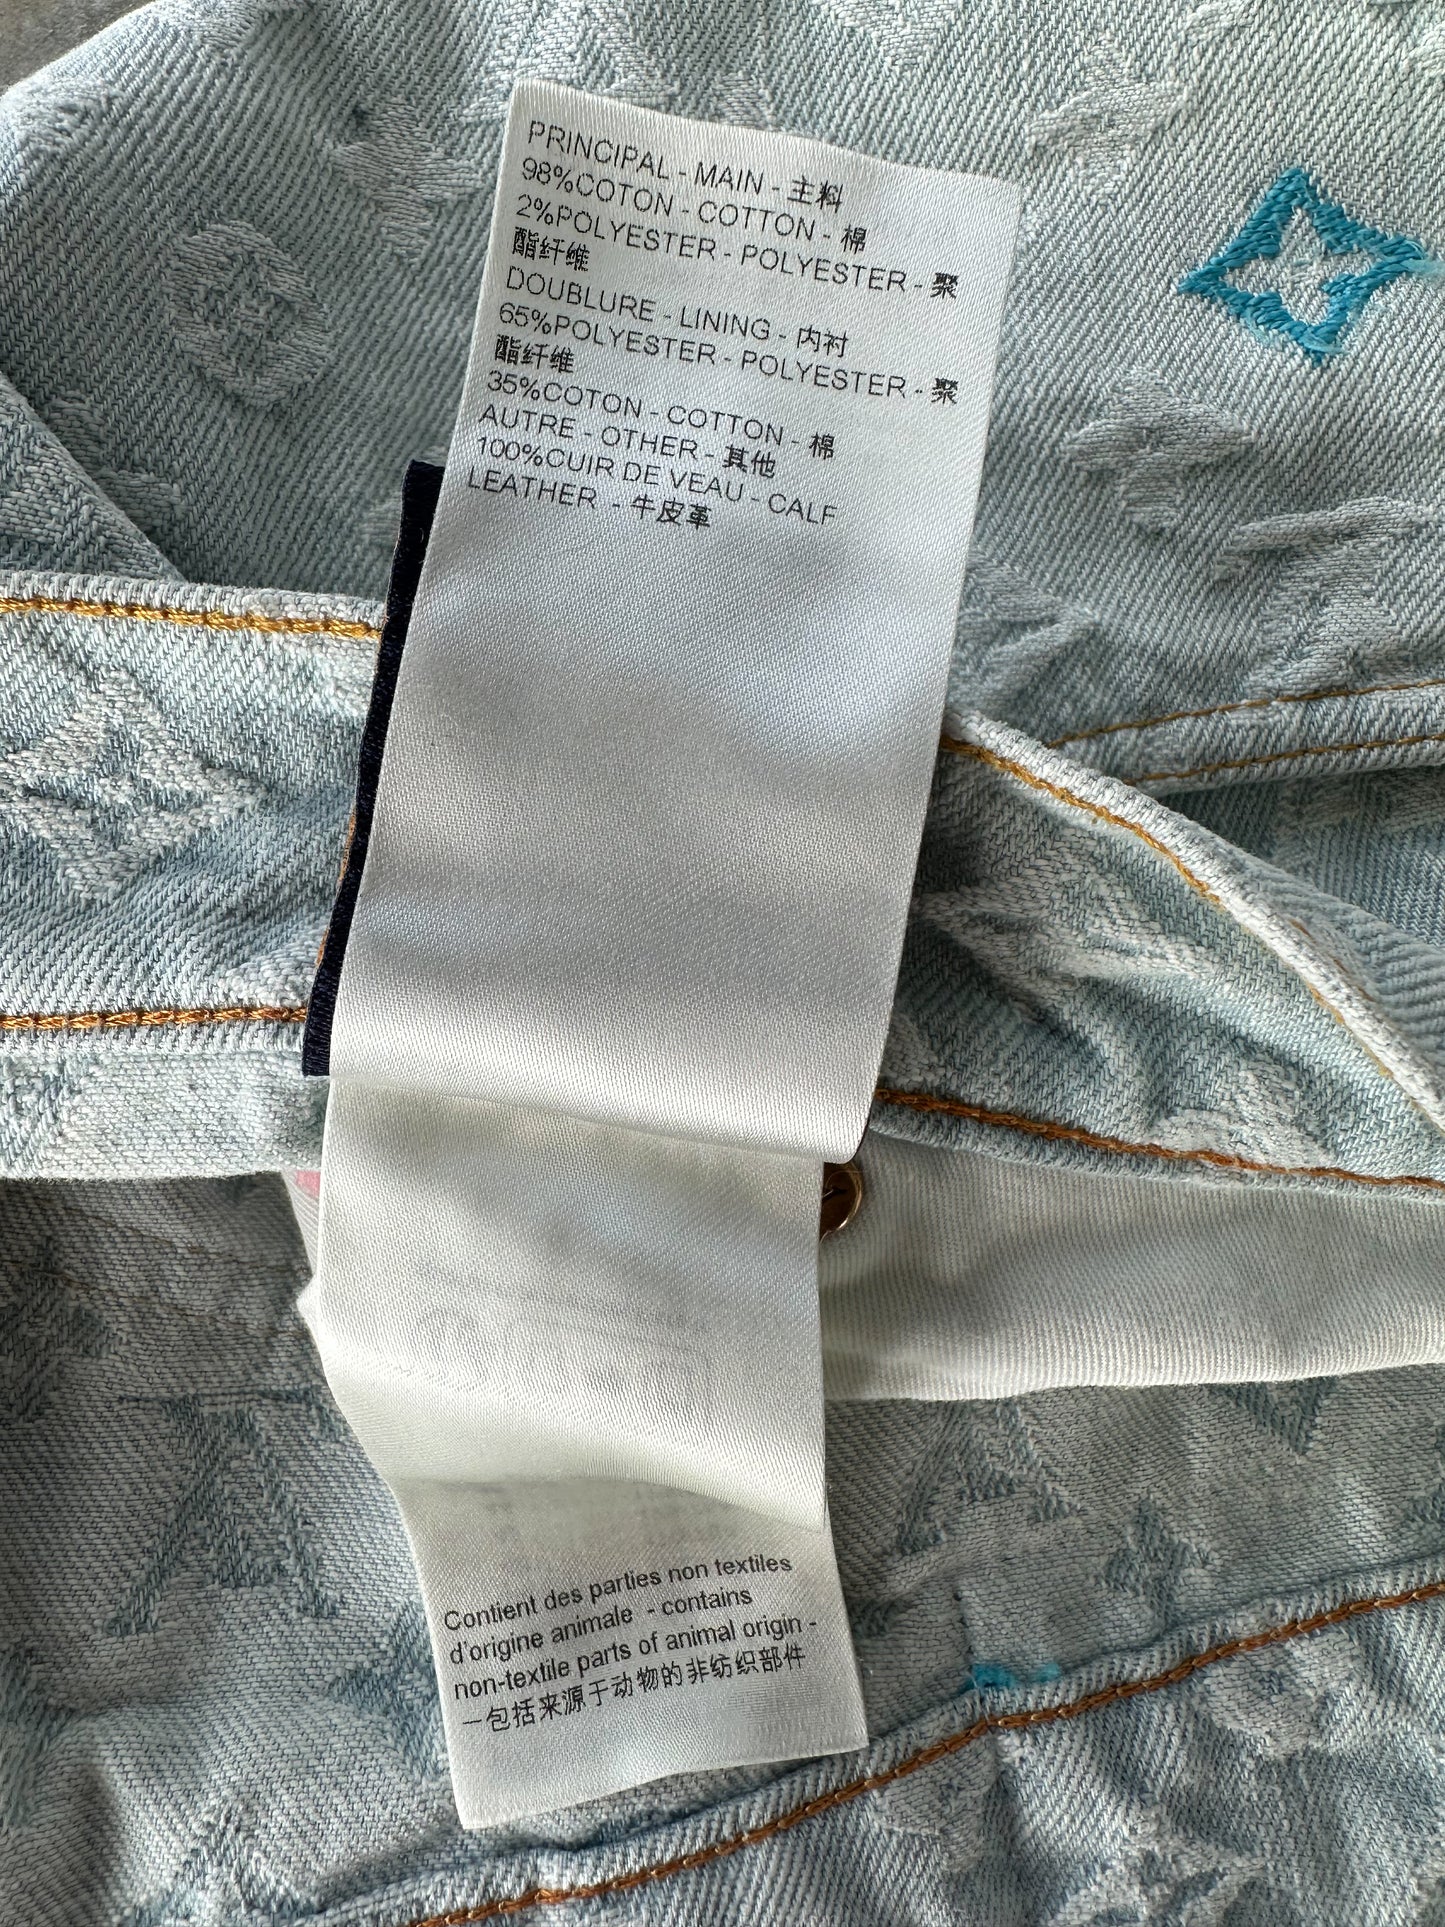 PRINCIPAL - MAIN - 主料
98%COTON - COTTON - 棉
2%POLYESTER - POLYESTER - 聚
酯纤维
DOUBLURE - LINING - 内衬
65%POLYESTER - POLYESTER - 聚
酯纤维
35%COTON - COTTON - 棉
AUTRE - OTHER - 其他
100%CUIR DE VEAU - CALF
LEATHER - 牛皮革
Contient des parties non textiles
d'origine animale - contains
non-textile parts of animal origin -
一包括来源于动物的非纺织部件